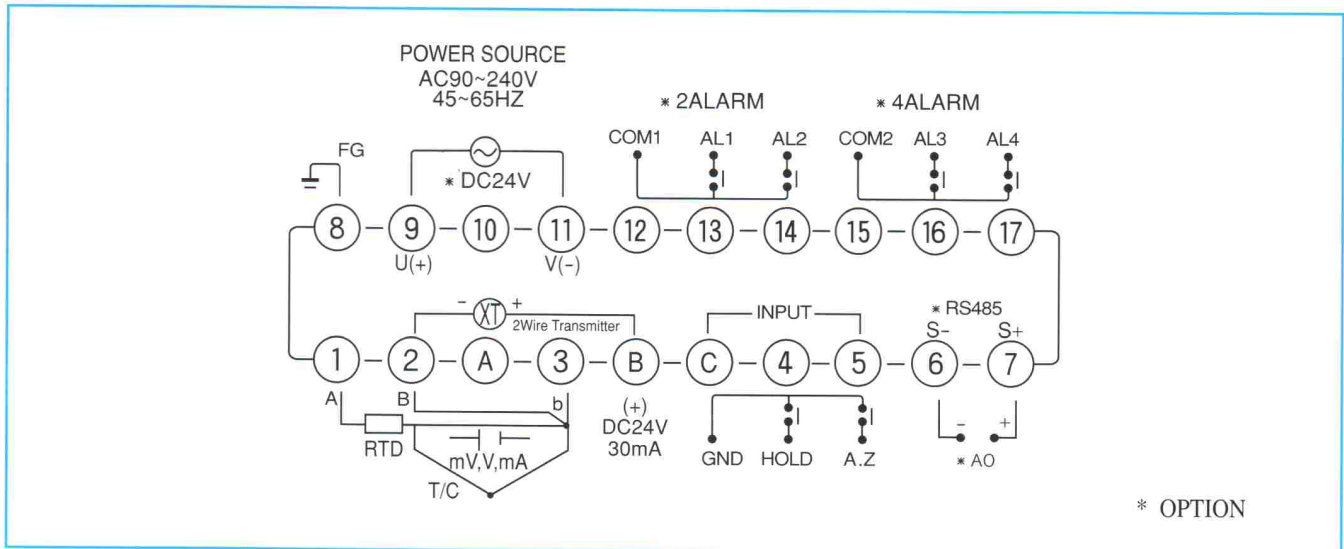 POWER SOURCE
AC90~240V
45~65HZ
* DC24V
FG
* 2ALARM
COM1 AL1 AL2
* 4ALARM
COM2 AL3 AL4
8 9 10 11 12 13 14 15 16 17
U(+) V(-)
- XT +
2Wire Transmitter
INPUT
* RS485
S- S+
1 2 A 3 B C 4 5 6 7
A B b
RTD
mV,V,mA
T/C
(+)
DC24V
30mA
GND HOLD A.Z
- +
* AO
* OPTION